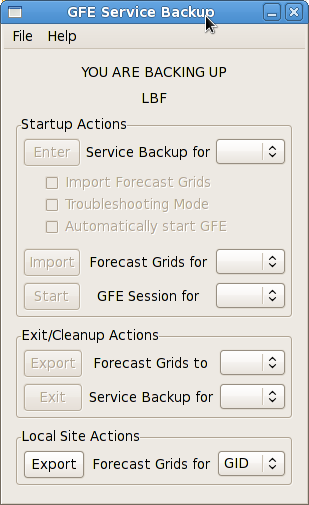 GFE Service Backup
File Help
YOU ARE BACKING UP
LBF
Startup Actions
Enter Service Backup for
Import Forecast Grids
Troubleshooting Mode
Automatically start GFE
Import Forecast Grids for
Start GFE Session for
Exit/Cleanup Actions
Export Forecast Grids to
Exit Service Backup for
Local Site Actions
Export Forecast Grids for GID